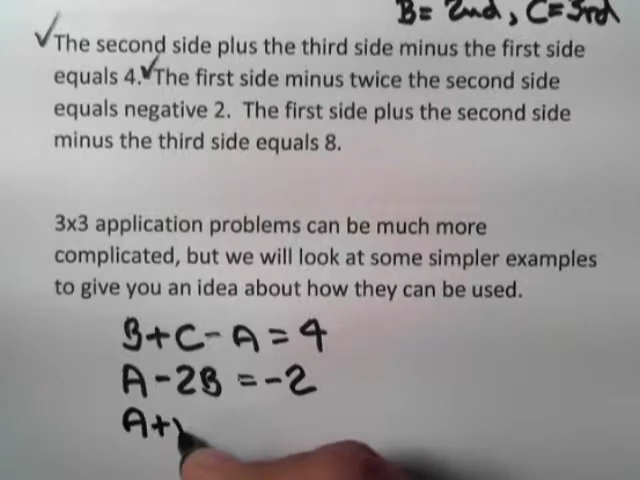 B= 2nd, C=3rd
The second side plus the third side minus the first side
equals 4. The first side minus twice the second side
equals negative 2. The first side plus the second side
minus the third side equals 8.
3x3 application problems can be much more
complicated, but we will look at some simpler examples
to give you an idea about how they can be used.
B+C-A=4
A-2B=-2
A+